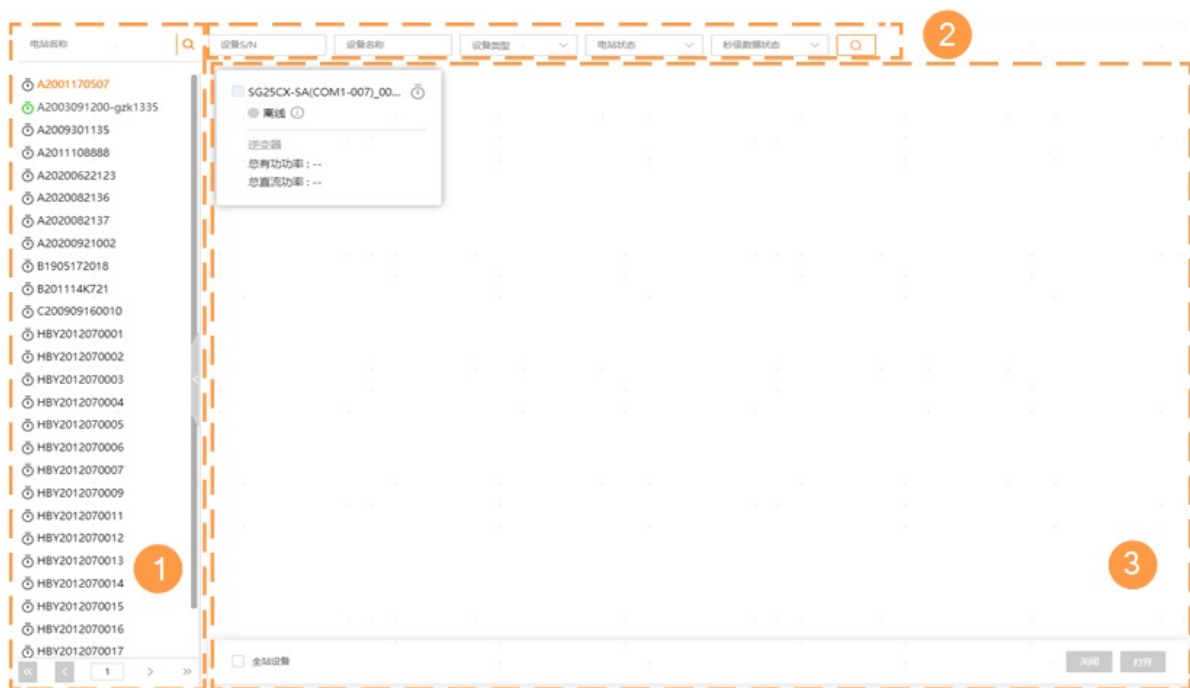 电站名称
A2001170507
A2003091200-gzk1335
A2009301135
A2011108888
A20200622123
A2020082136
A2020082137
A20200921002
B1905172018
B201114K721
C200909160010
HBY2012070001
HBY2012070002
HBY2012070003
HBY2012070004
HBY2012070005
HBY2012070006
HBY2012070007
HBY2012070009
HBY2012070011
HBY2012070012
HBY2012070013
HBY2012070014
HBY2012070015
HBY2012070016
HBY2012070017
« < 1 > »
1
设备S/N 设备名称 设备类型 电站状态 秒级数据状态
2
SG25CX-SA(COM1-007)_00...
离线
逆变器
总有功功率：--
总直流功率：--
3
全站设备 关闭 打开